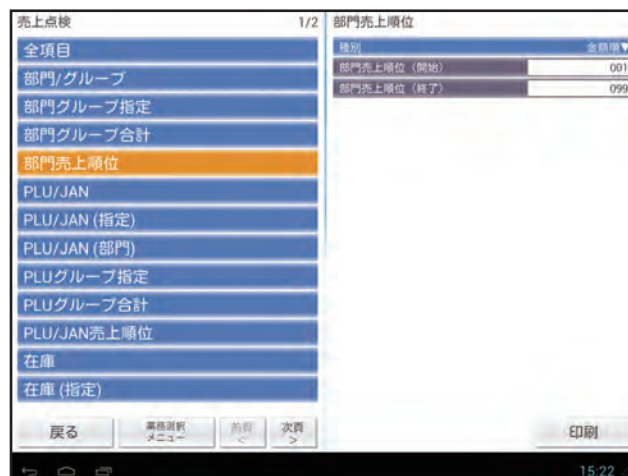 売上点検 1/2
全項目
部門/グループ
部門グループ指定
部門グループ合計
部門売上順位
PLU/JAN
PLU/JAN (指定)
PLU/JAN (部門)
PLUグループ指定
PLUグループ合計
PLU/JAN売上順位
在庫
在庫 (指定)
戻る
業務選択
メニュー
前頁
<
次頁
>
部門売上順位
種別 金額順▼
部門売上順位 (開始) 001
部門売上順位 (終了) 099
印刷
15:22